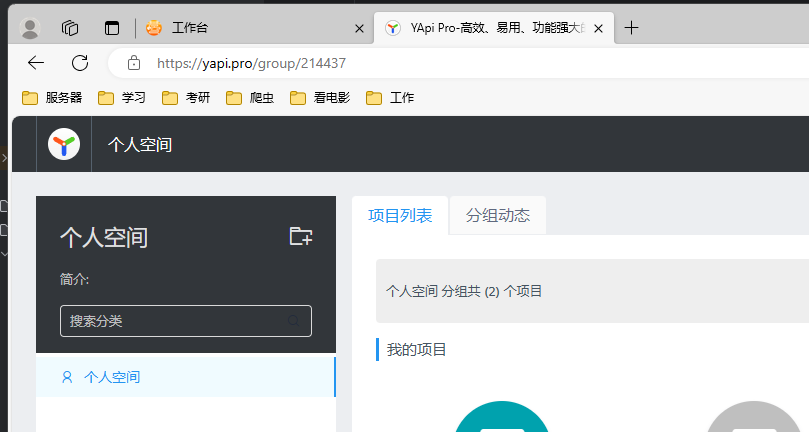 工作台
YApi Pro-高效、易用、功能强大
https://yapi.pro/group/214437
服务器 学习 考研 爬虫 看电影 工作
个人空间
个人空间
简介:
搜索分类
个人空间
项目列表 分组动态
个人空间 分组共 (2) 个项目
我的项目